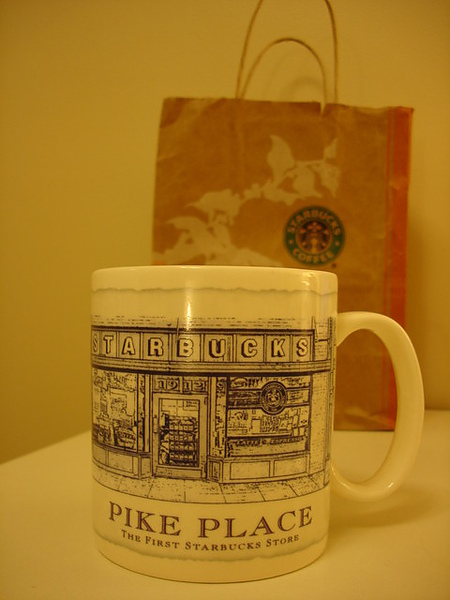 STARBUCKS
COFFEE
STARBUCKS
1912
PIKE PLACE
THE FIRST STARBUCKS STORE